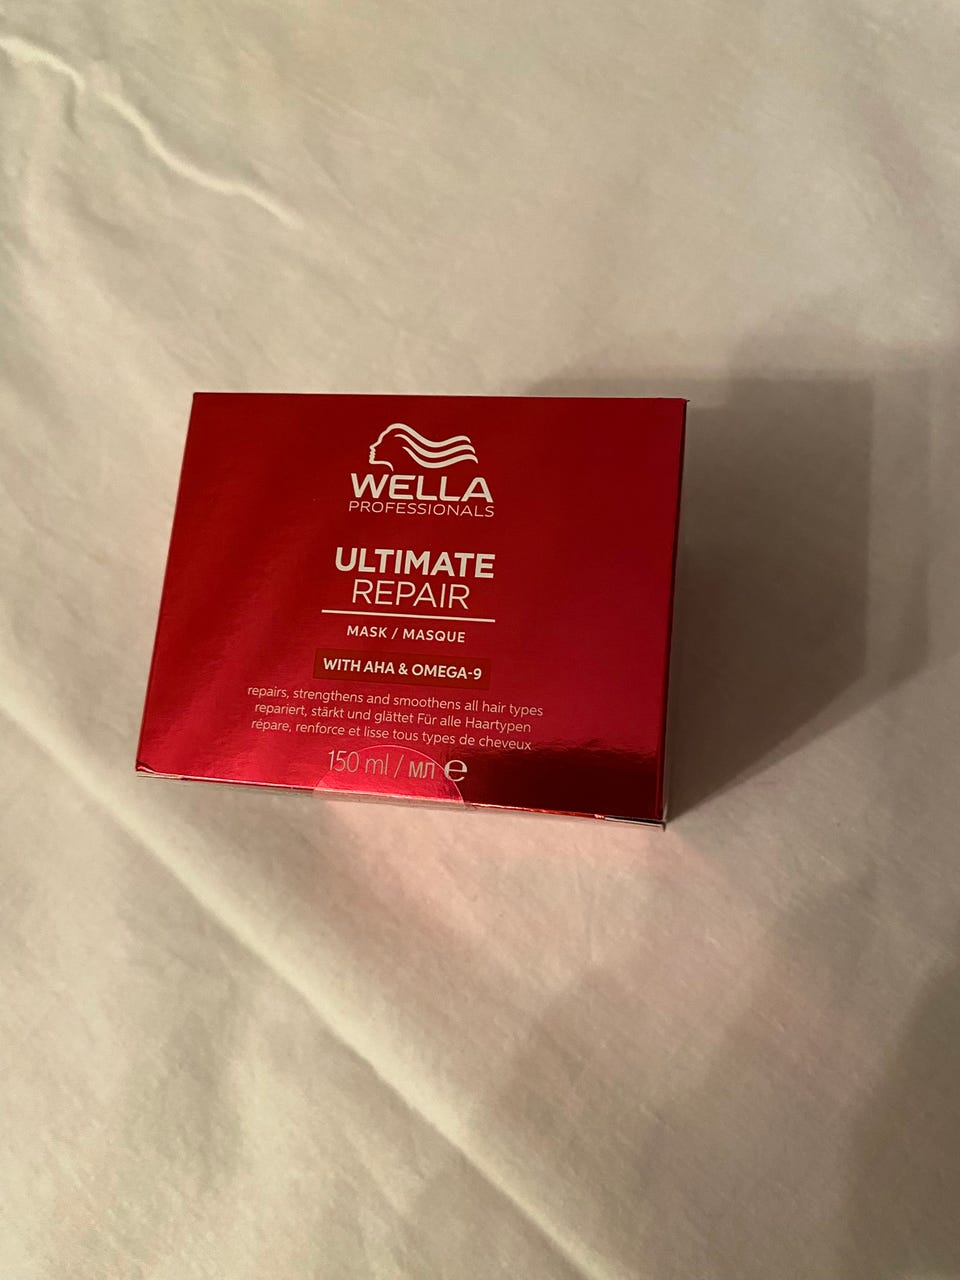 WELLA
PROFESSIONALS
ULTIMATE
REPAIR
MASK / MASQUE
WITH AHA & OMEGA-9
repairs, strengthens and smoothens all hair types
repariert, stärkt und glättet Für alle Haartypen
répare, renforce et lisse tous types de cheveux
150 ml / МЛ ℮